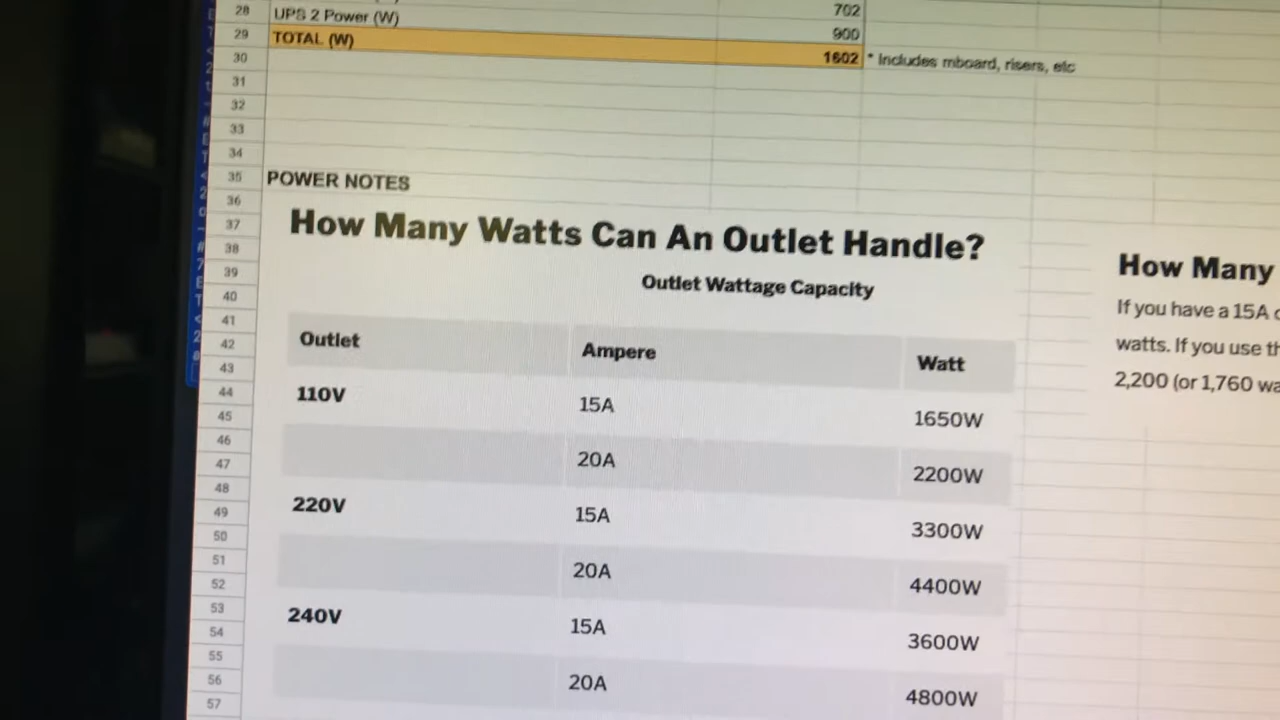 28 702
UPS 2 Power (W) 900
29
TOTAL (W) 1602 * Includes mboard, risers, etc
30
31
32
33
34
35 POWER NOTES
36
37 How Many Watts Can An Outlet Handle?
38
39 Outlet Wattage Capacity
40
41
42 Outlet Ampere Watt
43
44 110V 15A 1650W
45
46
47 20A 2200W
48
49 220V 15A 3300W
50
51
52 20A 4400W
53 240V 15A 3600W
54
55
56 20A 4800W
57
How Many
If you have a 15A
watts. If you use
2,200 (or 1,760